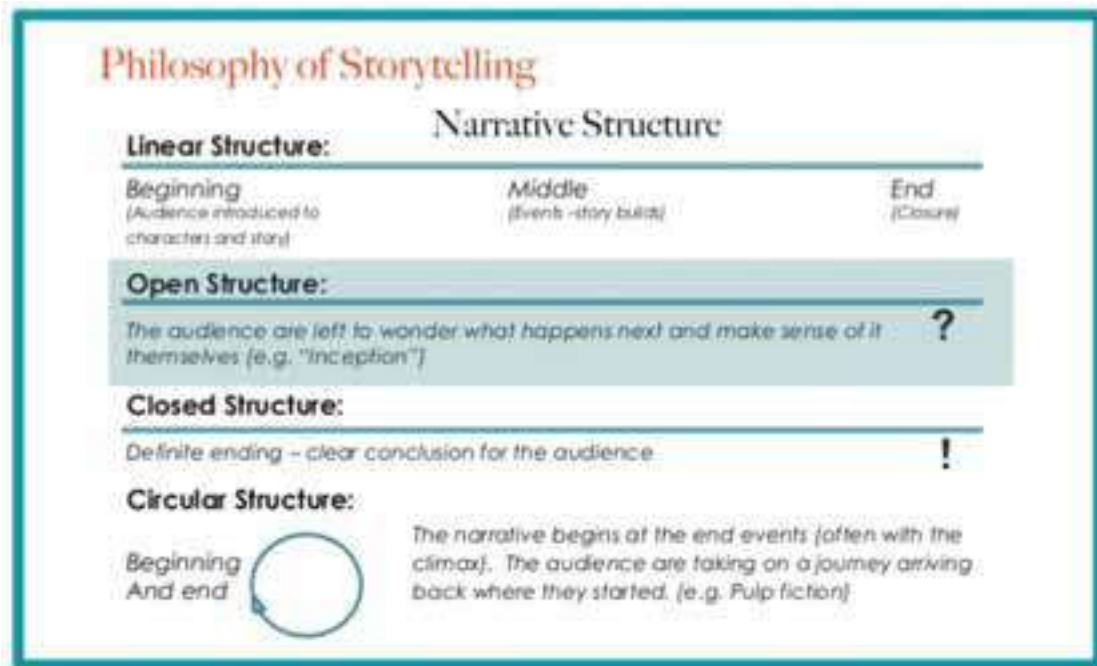 Philosophy of Storytelling
Narrative Structure
Linear Structure:
Beginning
(Audience introduced to
characters and story)
Middle
(Events -story builds)
End
(Closure)
Open Structure:
The audience are left to wonder what happens next and make sense of it
themselves (e.g. "Inception")
?
Closed Structure:
Definite ending – clear conclusion for the audience
!
Circular Structure:
Beginning
And end
The narrative begins at the end events (often with the
climax). The audience are taking on a journey arriving
back where they started. (e.g. Pulp fiction)